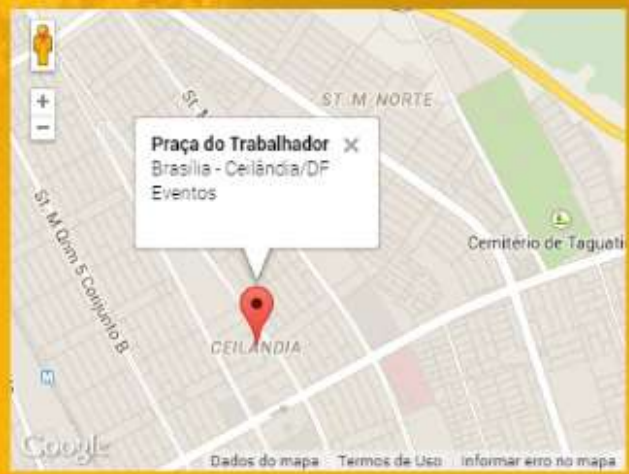 +
ST. M NORTE
St. M
Praça do Trabalhador ×
Brasília - Ceilândia/DF
Eventos
Cemitério de Taguati
St. M Qnm 5 Conjunto B
CEILÂNDIA
M
Google
Dados do mapa Termos de Uso Informar erro no mapa